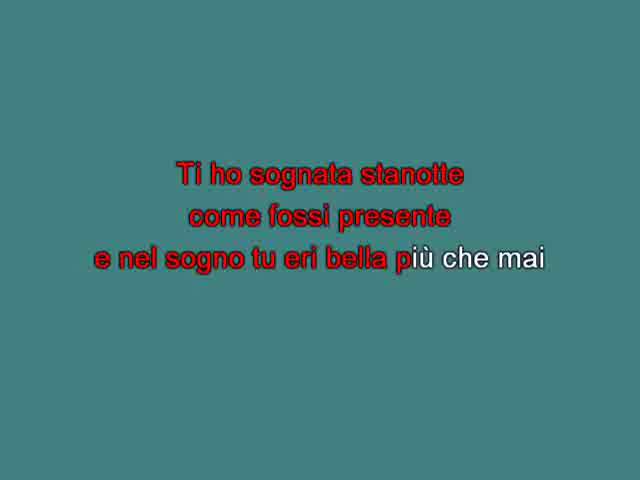 Ti ho sognata stanotte
come fossi presente
e nel sogno tu eri bella più che mai